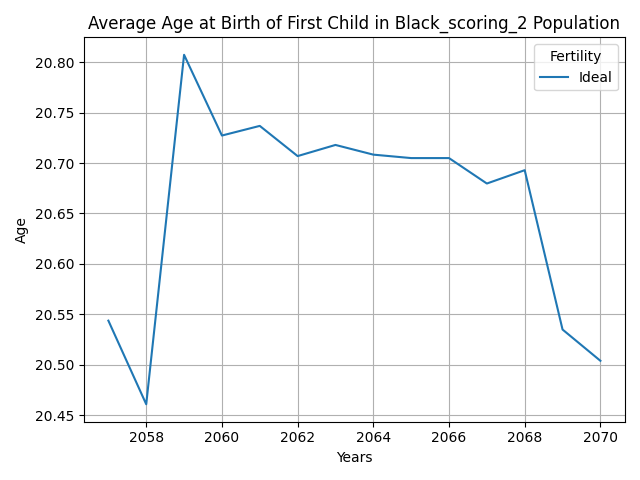 Average Age at Birth of First Child in Black_scoring_2 Population
Fertility
Ideal
20.80
20.75
20.70
20.65
20.60
20.55
20.50
20.45
Age
2058 2060 2062 2064 2066 2068 2070
Years